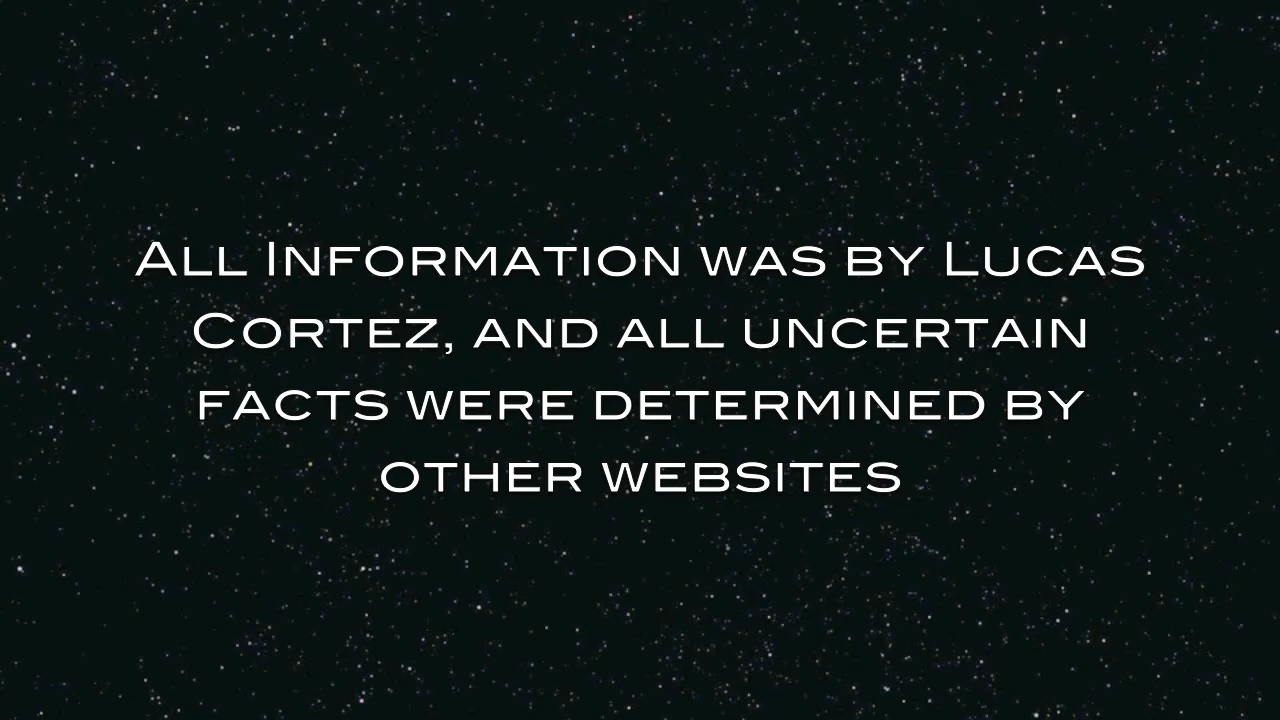 All Information was by Lucas
Cortez, and all uncertain
facts were determined by
other websites